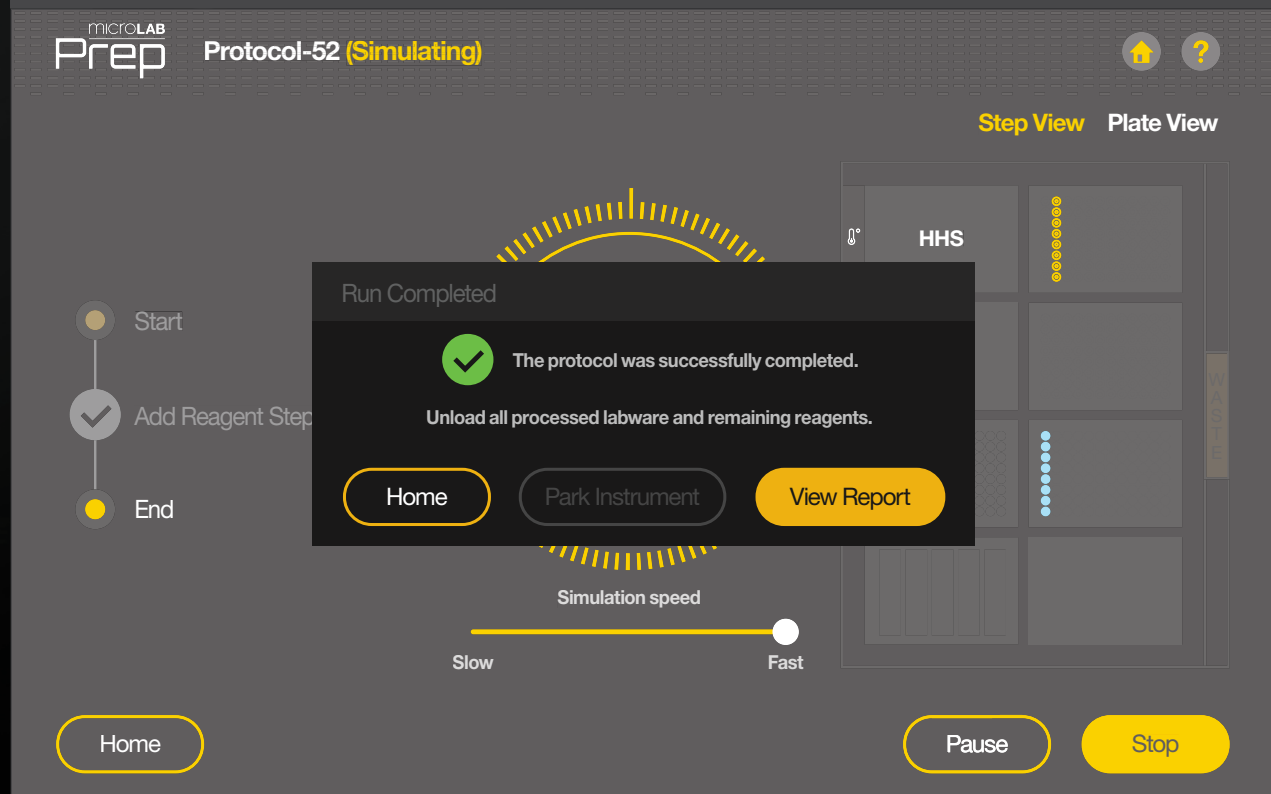 microLAB
Prep
Protocol-52 (Simulating)
?
Step View Plate View
HHS
Start
Add Reagent Step
End
Run Completed
The protocol was successfully completed.
Unload all processed labware and remaining reagents.
Home Park Instrument View Report
WASTE
Simulation speed
Slow Fast
Home Pause Stop